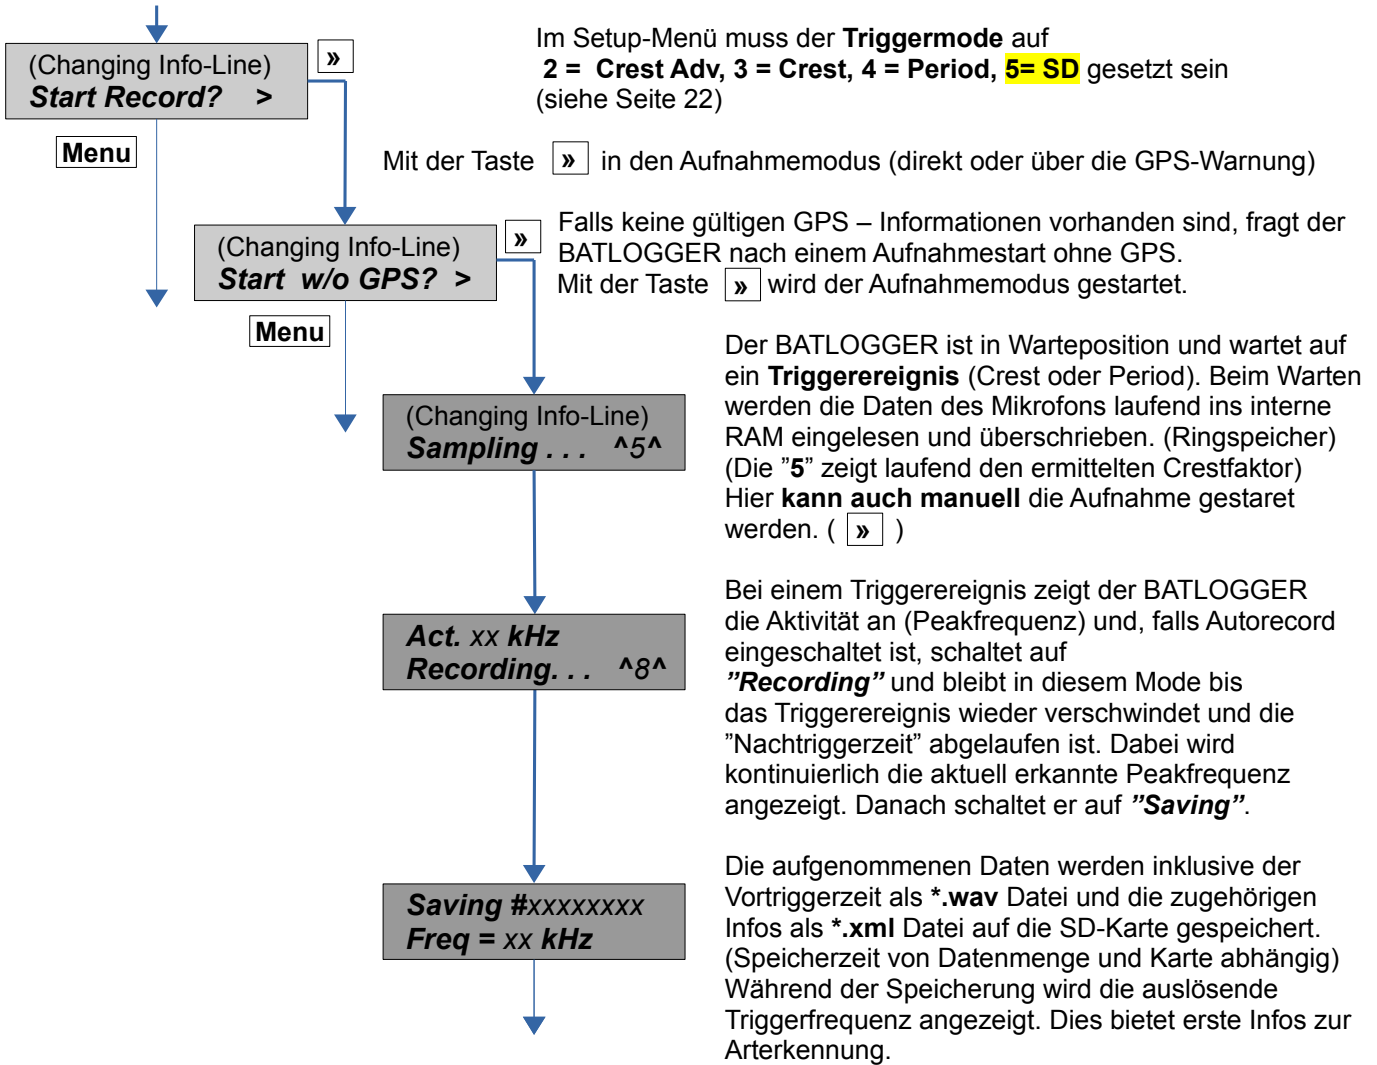 (Changing Info-Line)
Start Record? >
»
Im Setup-Menü muss der Triggermode auf
2 = Crest Adv, 3 = Crest, 4 = Period, 5= SD gesetzt sein
(siehe Seite 22)
Menu
Mit der Taste » in den Aufnahmemodus (direkt oder über die GPS-Warnung)
(Changing Info-Line)
Start w/o GPS? >
»
Falls keine gültigen GPS – Informationen vorhanden sind, fragt der
BATLOGGER nach einem Aufnahmestart ohne GPS.
Mit der Taste » wird der Aufnahmemodus gestartet.
Menu
(Changing Info-Line)
Sampling . . . ^5^
Der BATLOGGER ist in Warteposition und wartet auf
ein Triggerereignis (Crest oder Period). Beim Warten
werden die Daten des Mikrofons laufend ins interne
RAM eingelesen und überschrieben. (Ringspeicher)
(Die ”5” zeigt laufend den ermittelten Crestfaktor)
Hier kann auch manuell die Aufnahme gestaret
werden. ( » )
Act. xx kHz
Recording. . . ^8^
Bei einem Triggerereignis zeigt der BATLOGGER
die Aktivität an (Peakfrequenz) und, falls Autorecord
eingeschaltet ist, schaltet auf
”Recording” und bleibt in diesem Mode bis
das Triggerereignis wieder verschwindet und die
”Nachtriggerzeit” abgelaufen ist. Dabei wird
kontinuierlich die aktuell erkannte Peakfrequenz
angezeigt. Danach schaltet er auf ”Saving”.
Saving #xxxxxxxx
Freq = xx kHz
Die aufgenommenen Daten werden inklusive der
Vortriggerzeit als *.wav Datei und die zugehörigen
Infos als *.xml Datei auf die SD-Karte gespeichert.
(Speicherzeit von Datenmenge und Karte abhängig)
Während der Speicherung wird die auslösende
Triggerfrequenz angezeigt. Dies bietet erste Infos zur
Arterkennung.